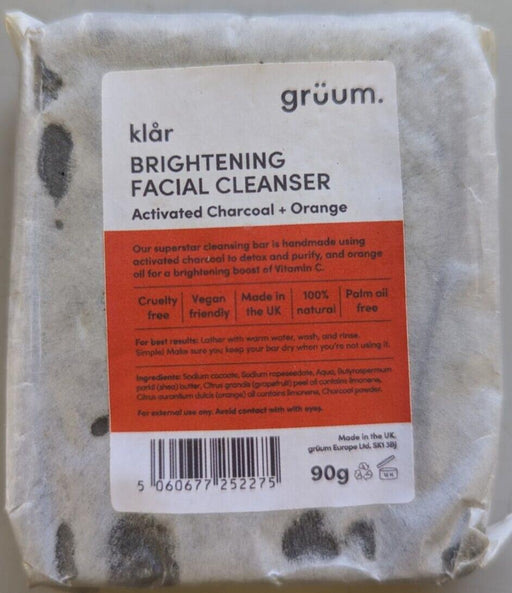 grüum.
klår
BRIGHTENING
FACIAL CLEANSER
Activated Charcoal + Orange
Our superstar cleansing bar is handmade using
activated charcoal to detox and purify, and orange
oil for a brightening boost of Vitamin C.
Cruelty free
Vegan friendly
Made in the UK
100% natural
Palm oil free
For best results: Lather with warm water, wash, and rinse.
Simple! Make sure you keep your bar dry when you're not using it.
Ingredients: Sodium cocoate, Sodium rapeseedate, Aqua, Butyrospermum
parkii (shea) butter, Citrus grandis (grapefruit) peel oil contains limonene,
Citrus aurantium dulcis (orange) oil contains limonene, Charcoal powder.
For external use only. Avoid contact with with eyes.
Made in the UK,
grüum Europe Ltd. SK1 3BJ
90g
5 060677 252275